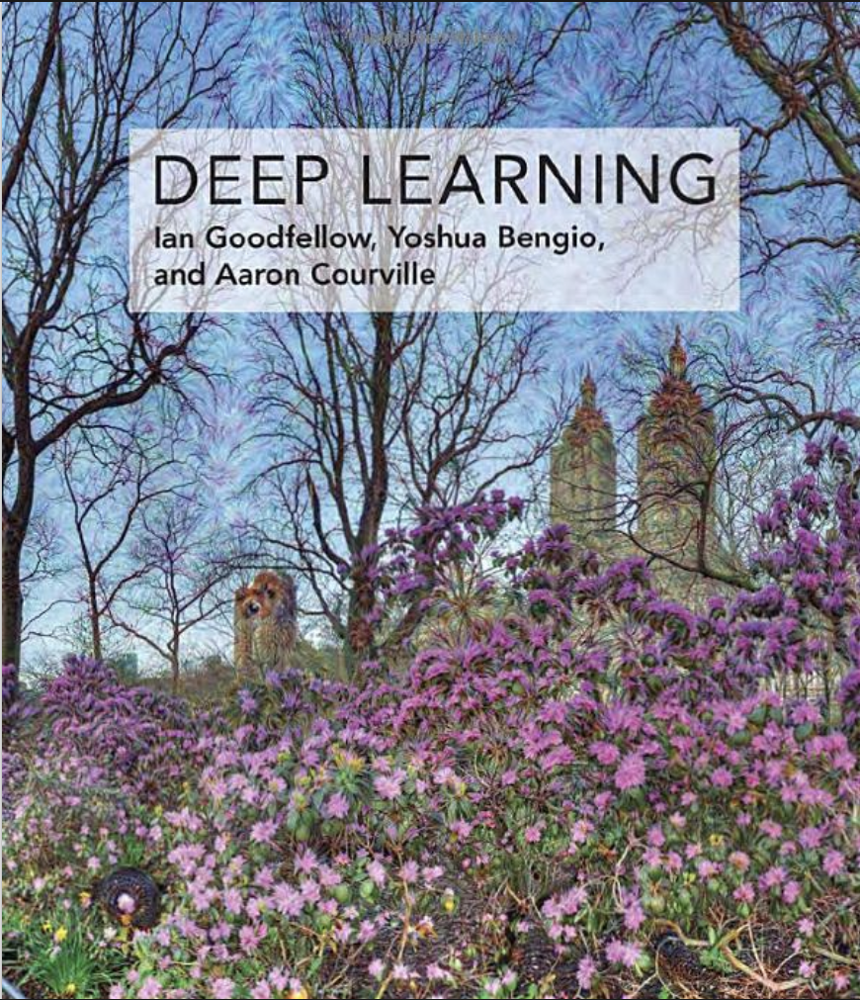 DEEP LEARNING
Ian Goodfellow, Yoshua Bengio,
and Aaron Courville